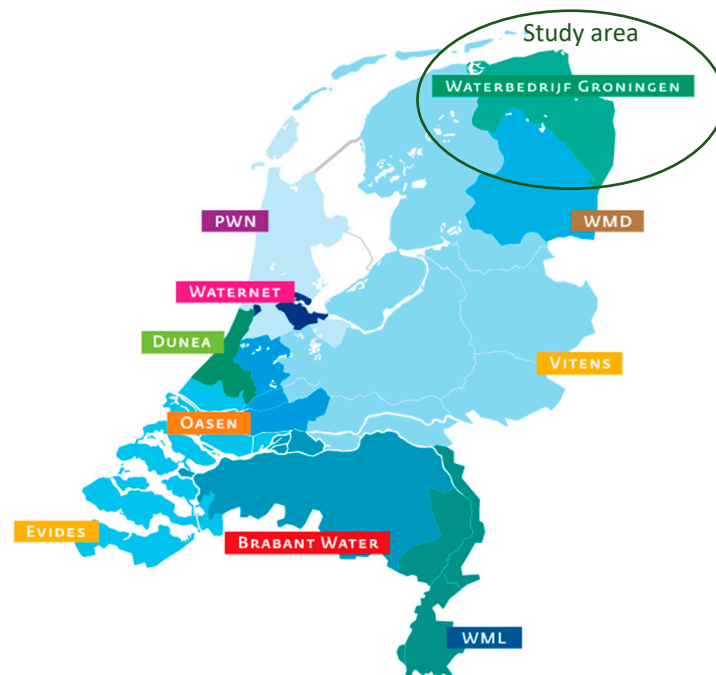 Study area
WATERBEDRIJF GRONINGEN
PWN
WMD
WATERNET
DUNEA
VITENS
OASEN
EVIDES
BRABANT WATER
WML